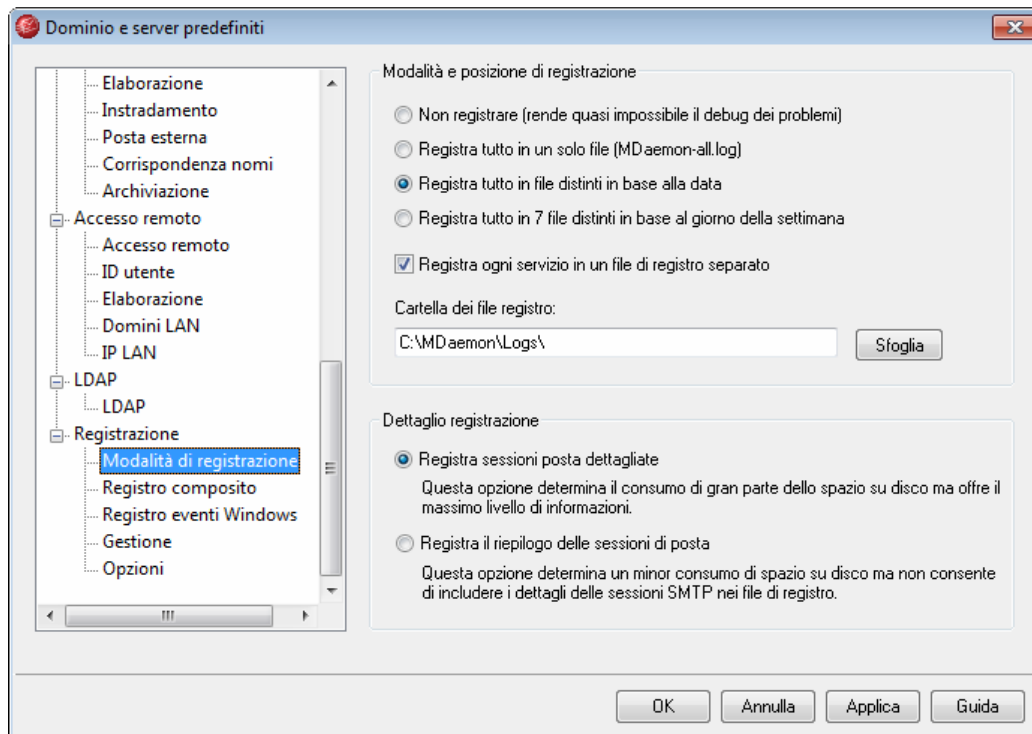 Dominio e server predefiniti
Elaborazione
Instradamento
Posta esterna
Corrispondenza nomi
Archiviazione
Accesso remoto
Accesso remoto
ID utente
Elaborazione
Domini LAN
IP LAN
LDAP
LDAP
Registrazione
Modalità di registrazione
Registro composito
Registro eventi Windows
Gestione
Opzioni
Modalità e posizione di registrazione
Non registrare (rende quasi impossibile il debug dei problemi)
Registra tutto in un solo file (MDaemon-all.log)
Registra tutto in file distinti in base alla data
Registra tutto in 7 file distinti in base al giorno della settimana
Registra ogni servizio in un file di registro separato
Cartella dei file registro:
C:\MDaemon\Logs\
Sfoglia
Dettaglio registrazione
Registra sessioni posta dettagliate
Questa opzione determina il consumo di gran parte dello spazio su disco ma offre il
massimo livello di informazioni.
Registra il riepilogo delle sessioni di posta
Questa opzione determina un minor consumo di spazio su disco ma non consente
di includere i dettagli delle sessioni SMTP nei file di registro.
OK
Annulla
Applica
Guida